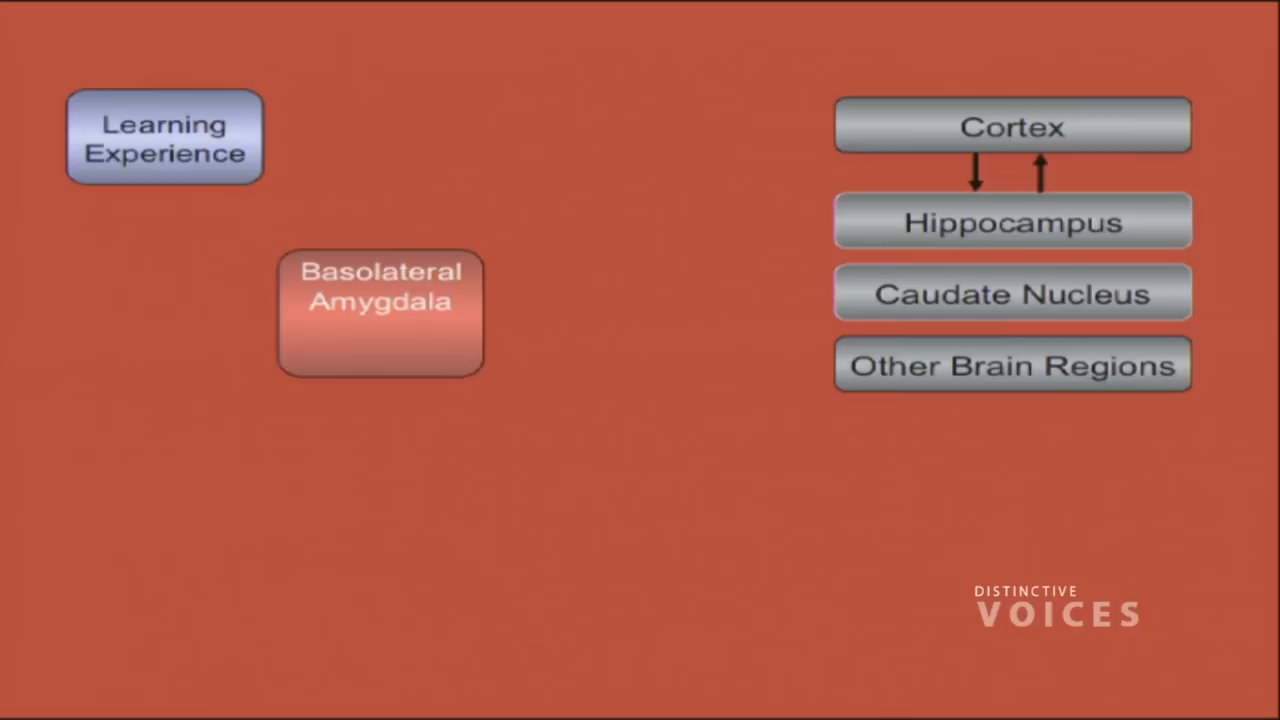 Learning
Experience
Basolateral
Amygdala
Cortex
Hippocampus
Caudate Nucleus
Other Brain Regions
DISTINCTIVE
VOICES